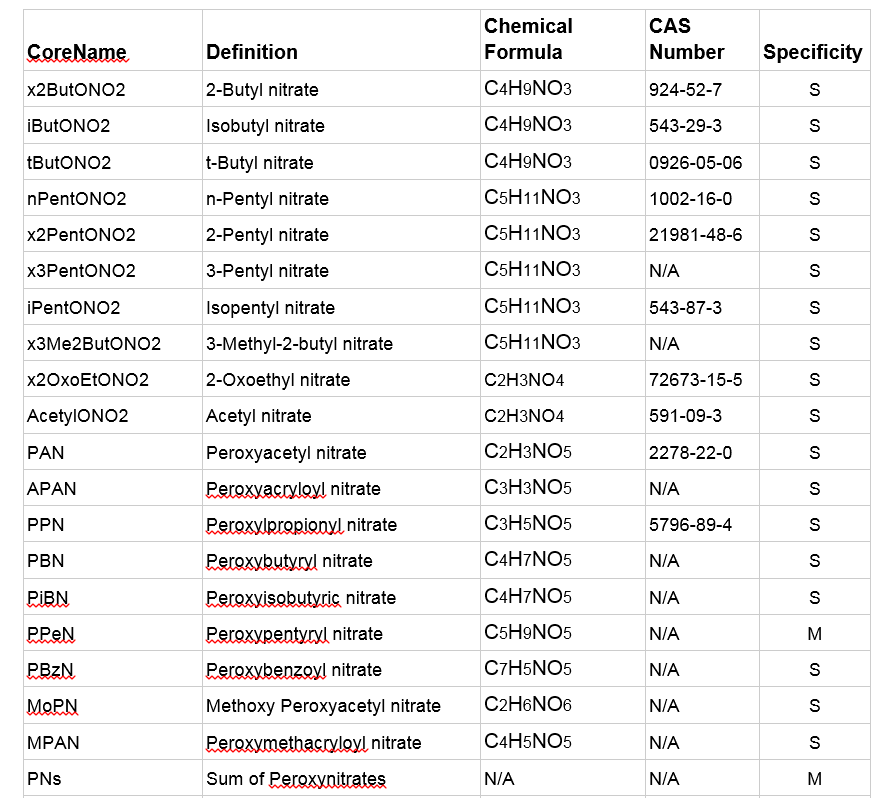 CoreName Definition Chemical Formula CAS Number Specificity
x2ButONO2 2-Butyl nitrate C4H9NO3 924-52-7 S
iButONO2 Isobutyl nitrate C4H9NO3 543-29-3 S
tButONO2 t-Butyl nitrate C4H9NO3 0926-05-06 S
nPentONO2 n-Pentyl nitrate C5H11NO3 1002-16-0 S
x2PentONO2 2-Pentyl nitrate C5H11NO3 21981-48-6 S
x3PentONO2 3-Pentyl nitrate C5H11NO3 N/A S
iPentONO2 Isopentyl nitrate C5H11NO3 543-87-3 S
x3Me2ButONO2 3-Methyl-2-butyl nitrate C5H11NO3 N/A S
x2OxoEtONO2 2-Oxoethyl nitrate C2H3NO4 72673-15-5 S
AcetylONO2 Acetyl nitrate C2H3NO4 591-09-3 S
PAN Peroxyacetyl nitrate C2H3NO5 2278-22-0 S
APAN Peroxyacryloyl nitrate C3H3NO5 N/A S
PPN Peroxylpropionyl nitrate C3H5NO5 5796-89-4 S
PBN Peroxybutyryl nitrate C4H7NO5 N/A S
PiBN Peroxyisobutyric nitrate C4H7NO5 N/A S
PPeN Peroxypentyryl nitrate C5H9NO5 N/A M
PBzN Peroxybenzoyl nitrate C7H5NO5 N/A S
MoPN Methoxy Peroxyacetyl nitrate C2H6NO6 N/A S
MPAN Peroxymethacryloyl nitrate C4H5NO5 N/A S
PNs Sum of Peroxynitrates N/A N/A M